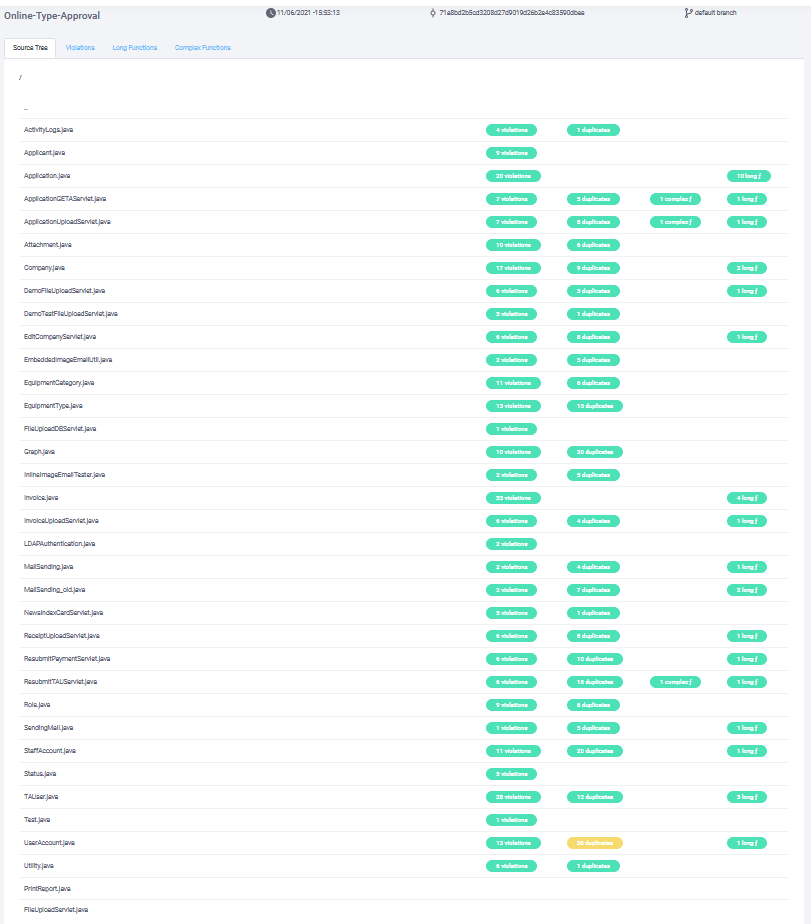 Online-Type-Approval 11/06/2021 -15:53:13 71a8bd2b5cd3208d27d9019d26b2a4c83590dbee default branch
Source Tree Violations Long Functions Complex Functions
/
..
ActivityLogs.java 4 violations 1 duplicates
Applicant.java 9 violations
Application.java 20 violations 10 long ƒ
ApplicationGETAServlet.java 7 violations 5 duplicates 1 complex ƒ 1 long ƒ
ApplicationUploadServlet.java 7 violations 8 duplicates 1 complex ƒ 1 long ƒ
Attachment.java 10 violations 6 duplicates
Company.java 17 violations 9 duplicates 2 long ƒ
DemoFileUploadServlet.java 6 violations 5 duplicates 1 long ƒ
DemoTestFileUploadServlet.java 3 violations 1 duplicates
EditCompanyServlet.java 6 violations 8 duplicates 1 long ƒ
EmbeddedImageEmailUtil.java 2 violations 3 duplicates
EquipmentCategory.java 11 violations 6 duplicates
EquipmentType.java 13 violations 15 duplicates
FileUploadDBServlet.java 1 violations
Graph.java 10 violations 20 duplicates
InlineImageEmailTester.java 2 violations 5 duplicates
Invoice.java 35 violations 4 long ƒ
InvoiceUploadServlet.java 6 violations 4 duplicates 1 long ƒ
LDAPAuthentication.java 2 violations
MailSending.java 2 violations 4 duplicates 1 long ƒ
MailSending_old.java 2 violations 7 duplicates 2 long ƒ
NewsIndexCardServlet.java 3 violations 1 duplicates
ReceiptUploadServlet.java 6 violations 8 duplicates 1 long ƒ
ResubmitPaymentServlet.java 6 violations 10 duplicates 1 long ƒ
ResubmitTAUServlet.java 6 violations 10 duplicates 1 complex ƒ 1 long ƒ
Role.java 9 violations 6 duplicates
SendingMail.java 1 violations 3 duplicates 1 long ƒ
StaffAccount.java 11 violations 20 duplicates 1 long ƒ
Status.java 5 violations
TAUser.java 25 violations 12 duplicates 5 long ƒ
Test.java 1 violations
UserAccount.java 13 violations duplicates 1 long ƒ
Utility.java 6 violations 1 duplicates
PrintReport.java
FileUploadServlet.java